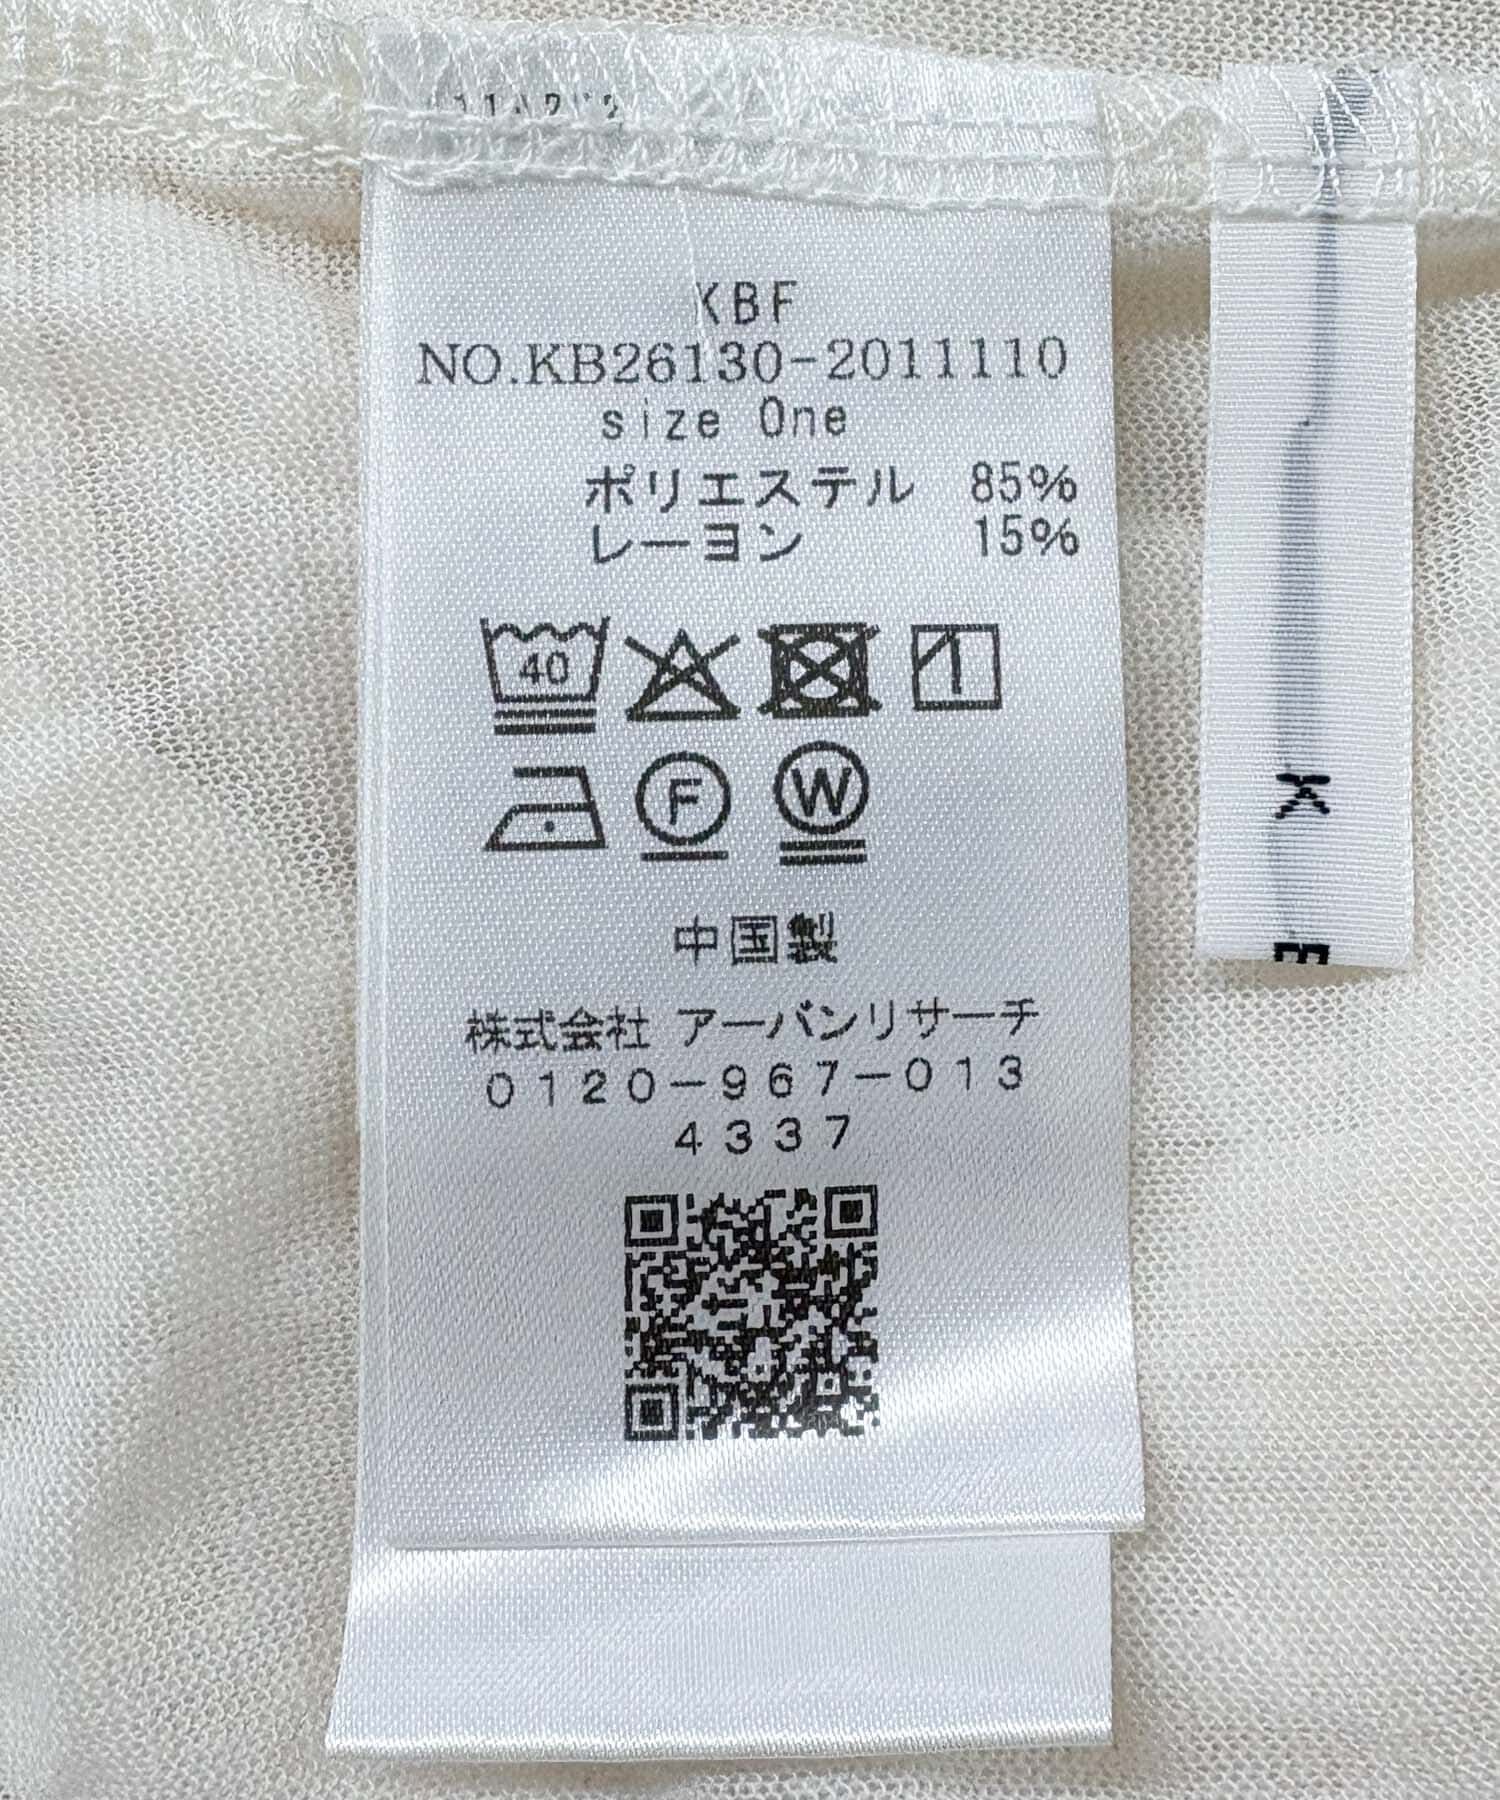 KBF
NO.KB26130-2011110
size One
ポリエステル 85%
レーヨン 15%
40
F
W
中国製
株式会社 アーバンリサーチ
0120-967-013
4337
K